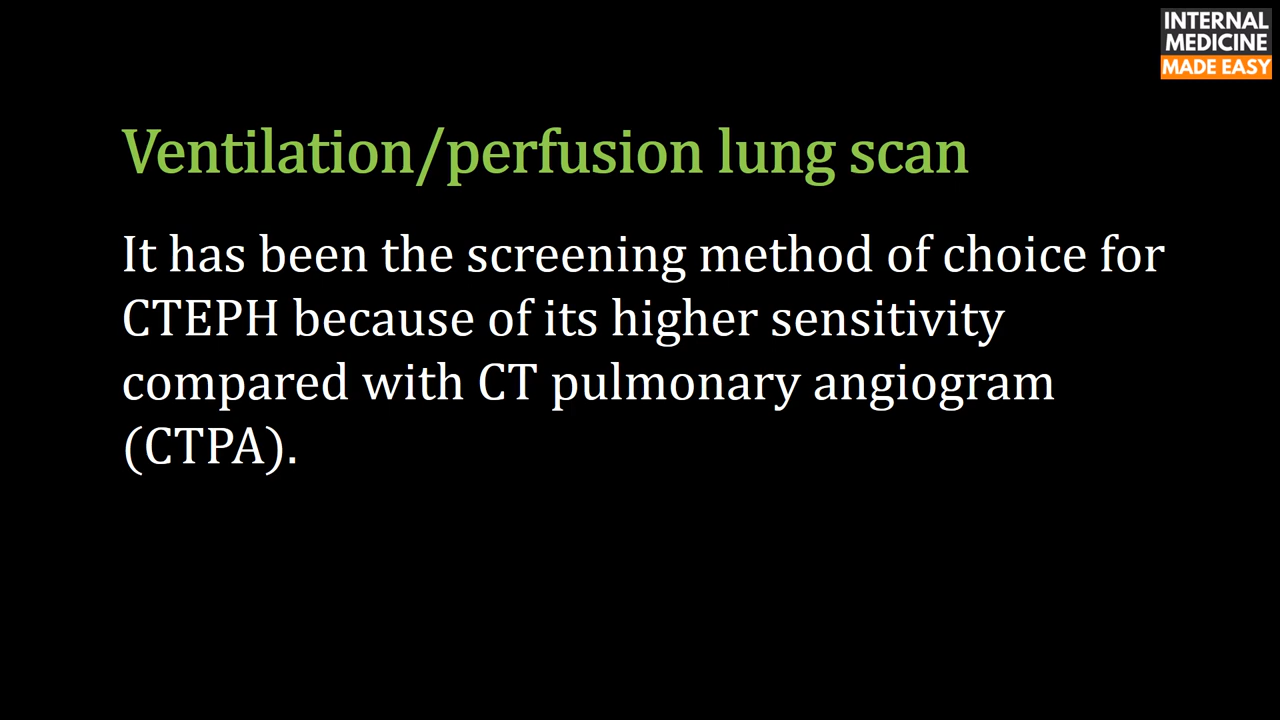 INTERNAL
MEDICINE
MADE EASY
Ventilation/perfusion lung scan
It has been the screening method of choice for
CTEPH because of its higher sensitivity
compared with CT pulmonary angiogram
(CTPA).